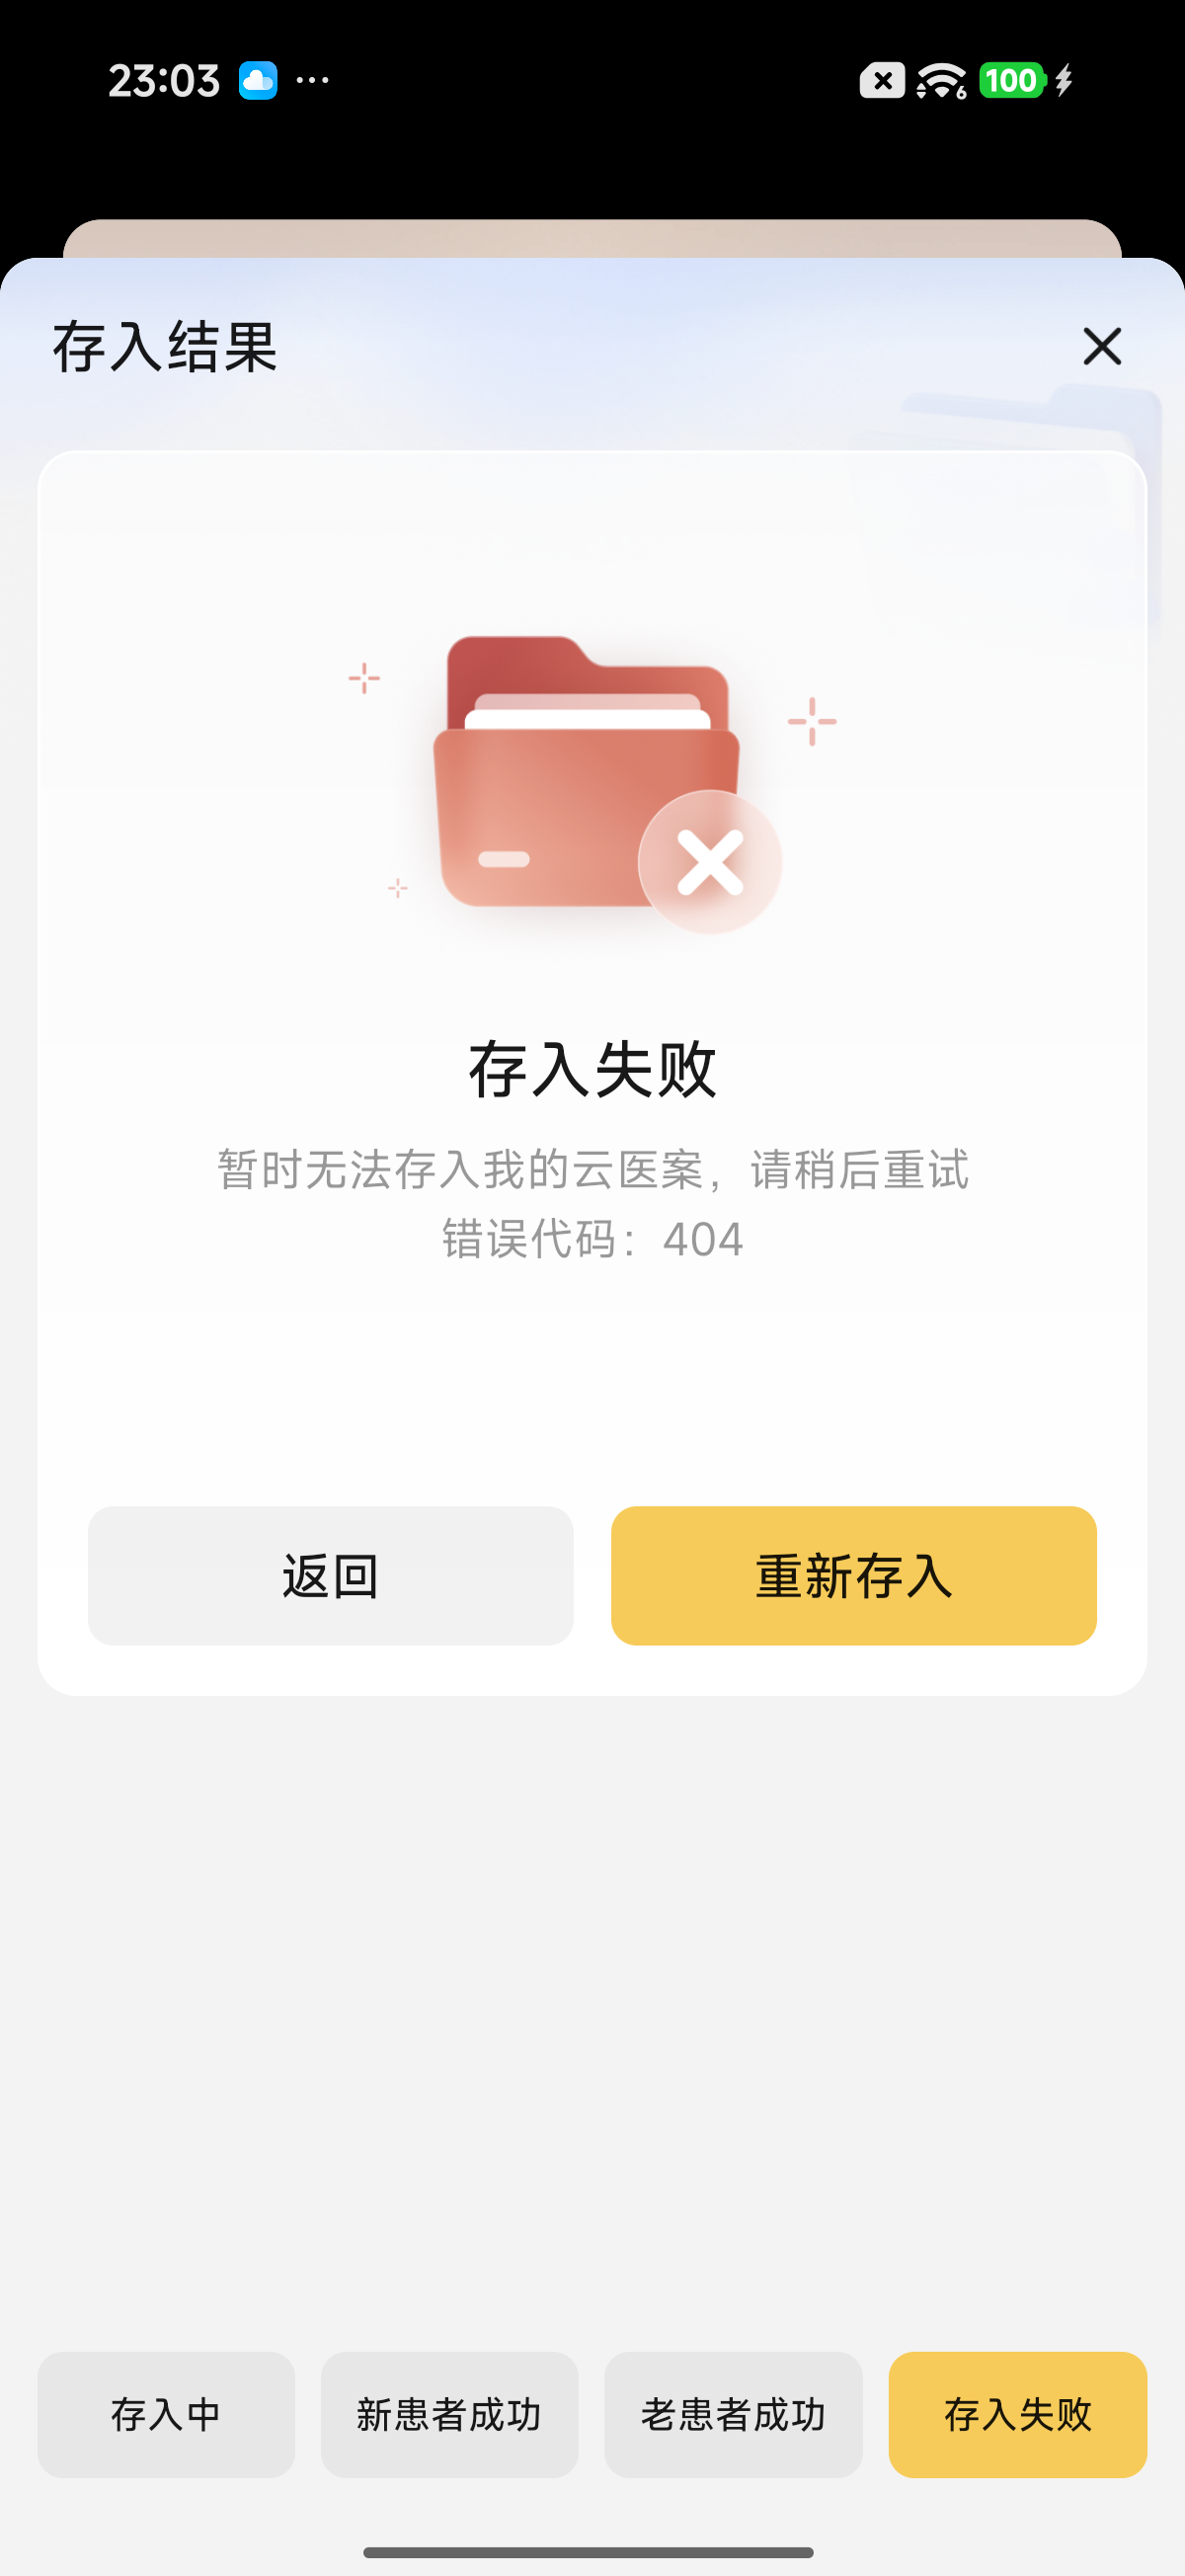 23:03
6
100
存入结果
存入失败
暂时无法存入我的云医案，请稍后重试
错误代码：404
返回
重新存入
存入中
新患者成功
老患者成功
存入失败